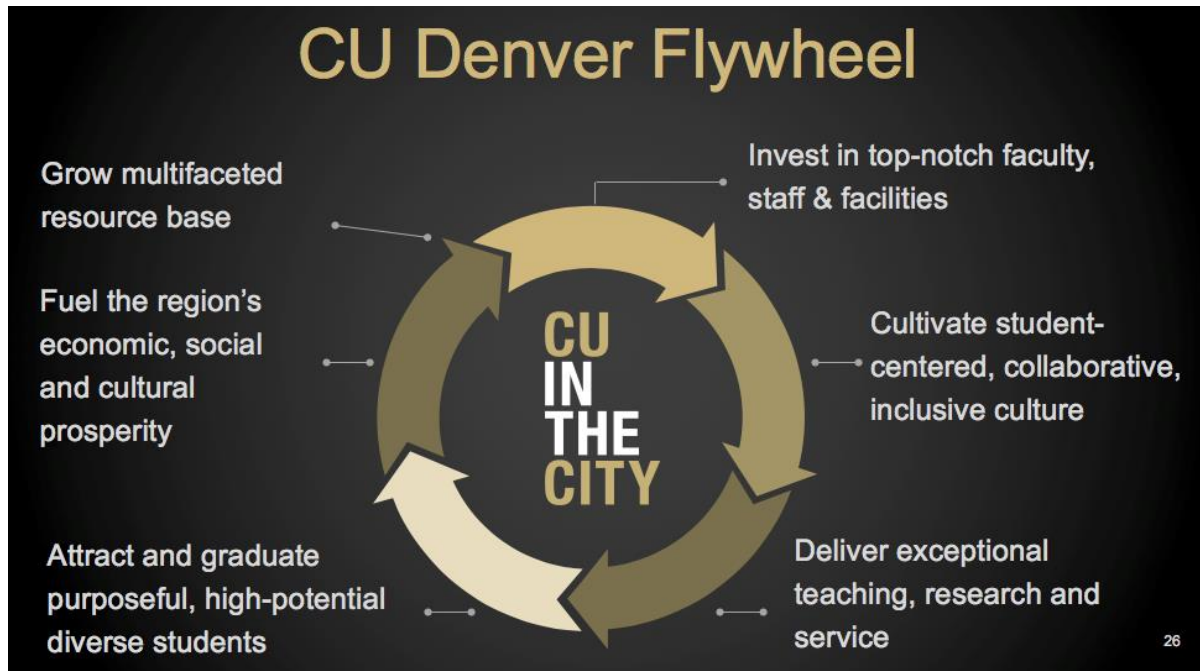 CU Denver Flywheel
Invest in top-notch faculty,
staff & facilities
Cultivate student-
centered, collaborative,
inclusive culture
Deliver exceptional
teaching, research and
service
Attract and graduate
purposeful, high-potential
diverse students
Fuel the region's
economic, social
and cultural
prosperity
Grow multifaceted
resource base
CU
IN
THE
CITY
26